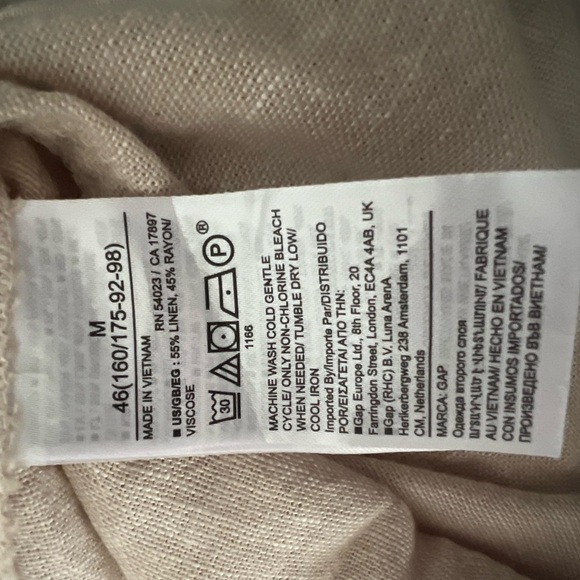 M
46(160/175-92-98)
MADE IN VIETNAM
RN 54023 / CA 17897
■ US/GB/EG : 55% LINEN, 45% RAYON/
VISCOSE
30
P
®
1166
MACHINE WASH COLD GENTLE
CYCLE/ ONLY NON-CHLORINE BLEACH
WHEN NEEDED/ TUMBLE DRY LOW/
COOL IRON
Imported By/Importe Par/DISTRIBUIDO
POR/ΕΙΣΑΓΕΤΑΙ ΑΠΟ ΤΗΝ:
■Gap Europe Ltd., 8th Floor, 20
Farringdon Street, London, EC4A 4AB, UK
■Gap (RHC) B.V. Luna ArenA
Herikerbergweg 238 Amsterdam, 1101
CM, Netherlands
MARCA: GAP
Одежда второго слоя
ԱՐՏԱԴՐՎԱԾ Է ՎԻԵՏՆԱՄՈՒՄ/ FABRIQUE
AU VIETNAM/ HECHO EN VIETNAM
CON INSUMOS IMPORTADOS/
ПРОИЗВЕДЕНО ВЪВ ВИЕТНАМ/